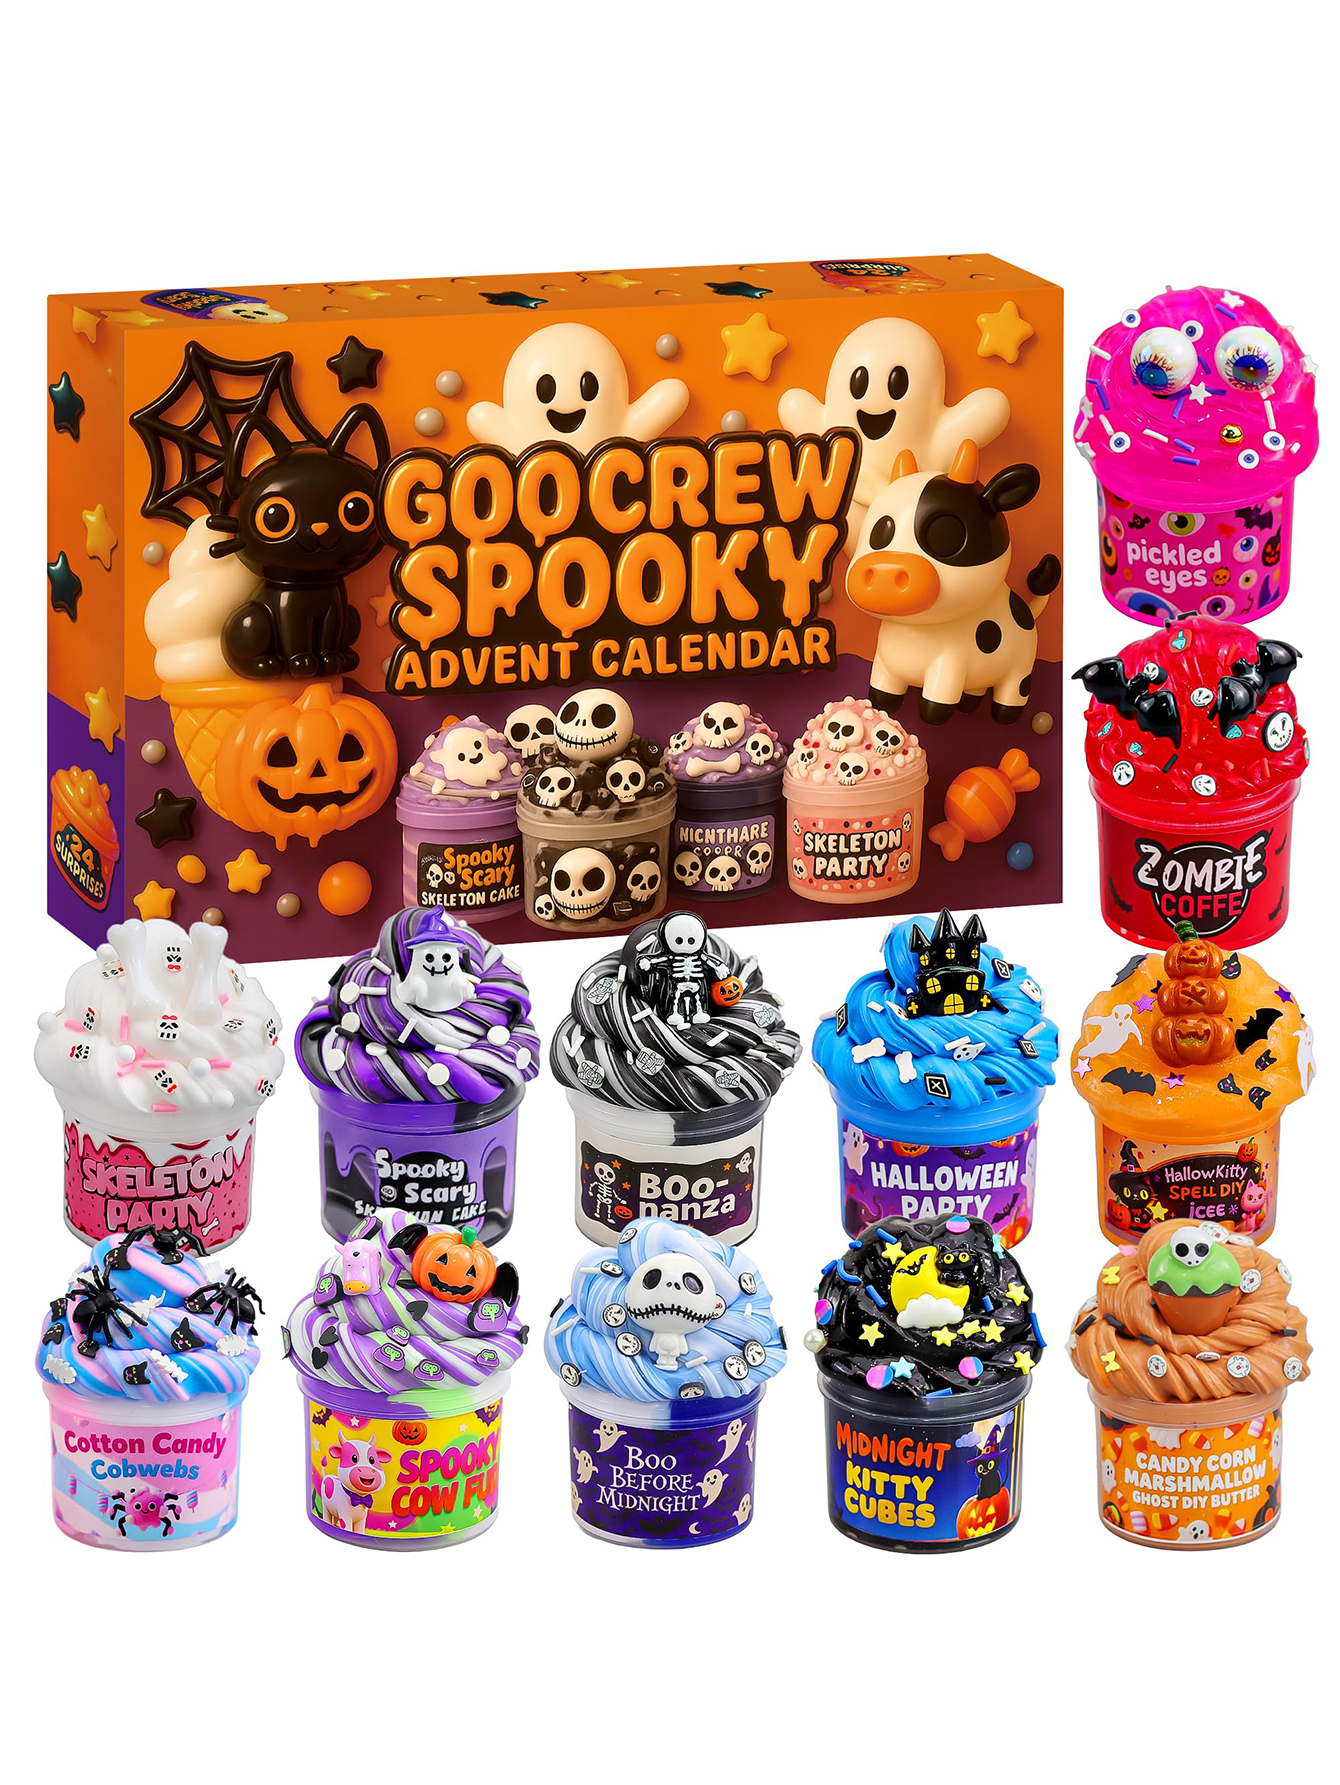 GOOCREW
SPOOKY
ADVENT CALENDAR
24
SURPRISES
Spooky
Scary
SKELETON CAKE
NICNTHARE
SKELETON
PARTY
pickled
eyes
ZOMBIE
COFFE
SKELETON
PARTY
Spooky
Scary
CAKE
BOO-
nanza
HALLOWEEN
PARTY
HallowKitty
SPELL DIY
iCEE*
Cotton Candy
Cobwebs
SPOOKY
COW FU
BOO
BEFORE
MIDNIGHT
MIDNIGHT
KITTY
CUBES
CANDY CORN
MARSHMALLOW
GHOST DIY BUTTER